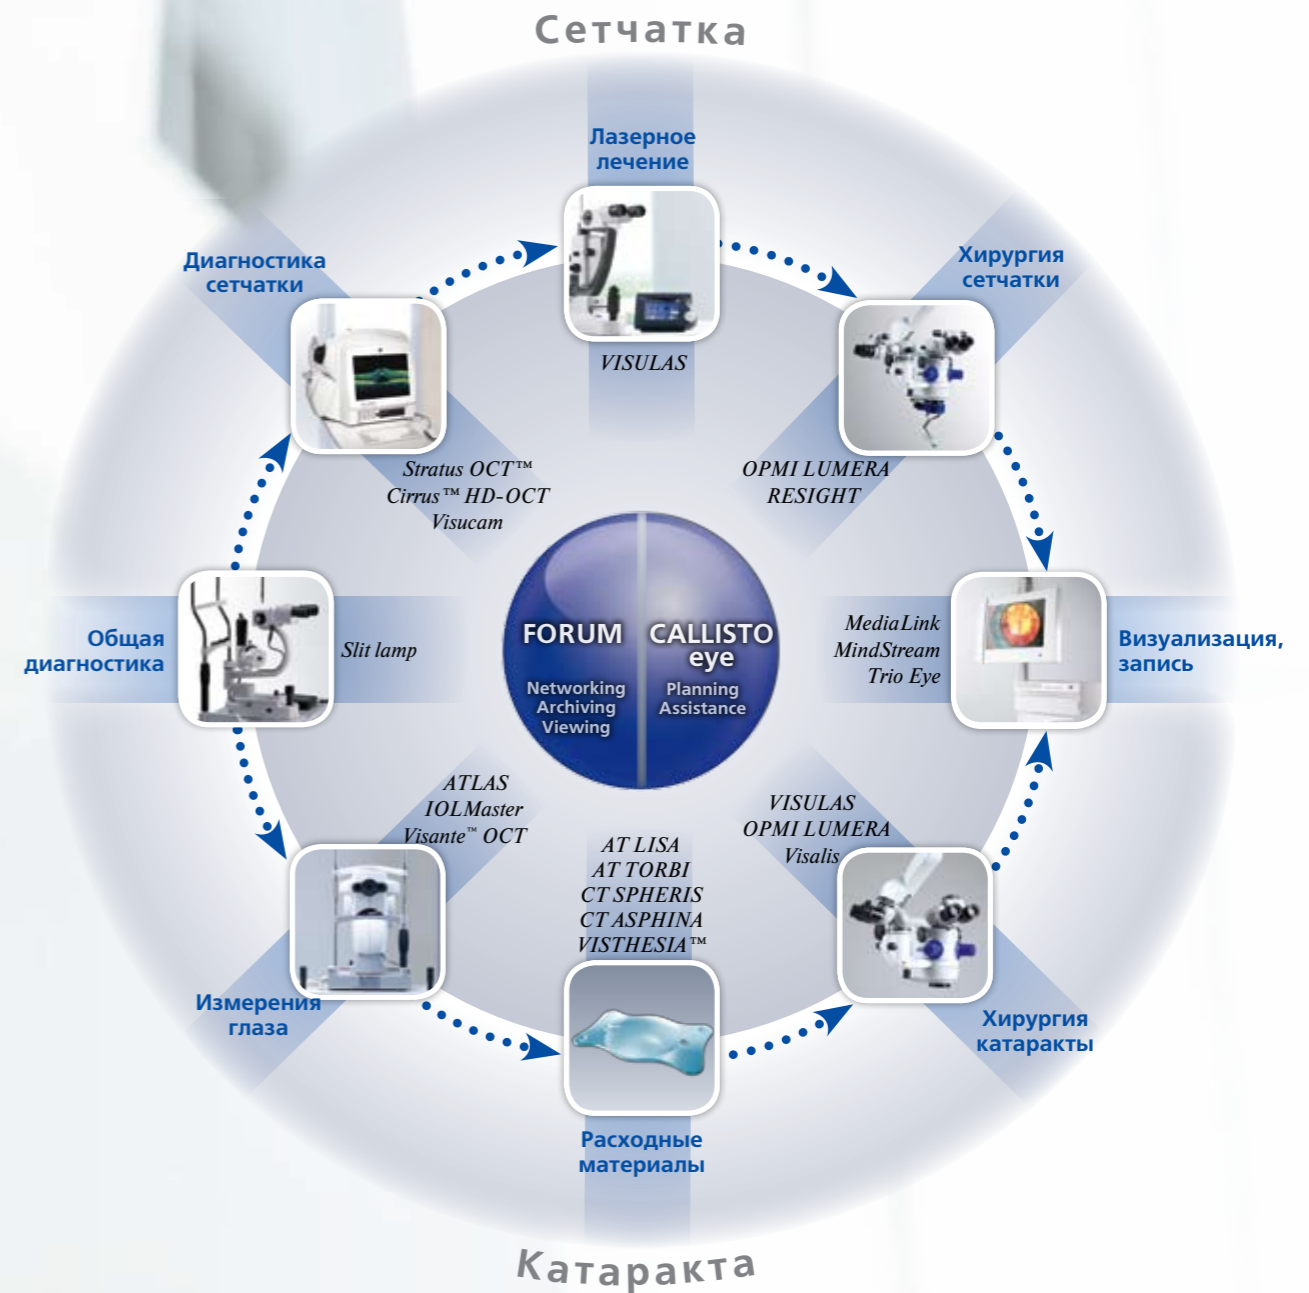 Сетчатка
Лазерное
лечение
VISULAS
Диагностика
сетчатки
Stratus OCT™
Cirrus™ HD-OCT
Visucam
Хирургия
сетчатки
OPMI LUMERA
RESIGHT
Общая
диагностика
Slit lamp
FORUM
Networking
Archiving
Viewing
CALLISTO
eye
Planning
Assistance
MediaLink
MindStream
Trio Eye
Визуализация,
запись
ATLAS
IOLMaster
Visante™ OCT
Измерения
глаза
AT LISA
AT TORBI
CT SPHERIS
CT ASPHINA
VISTHESIA™
Расходные
материалы
VISULAS
OPMI LUMERA
Visalis
Хирургия
катаракты
Катаракта